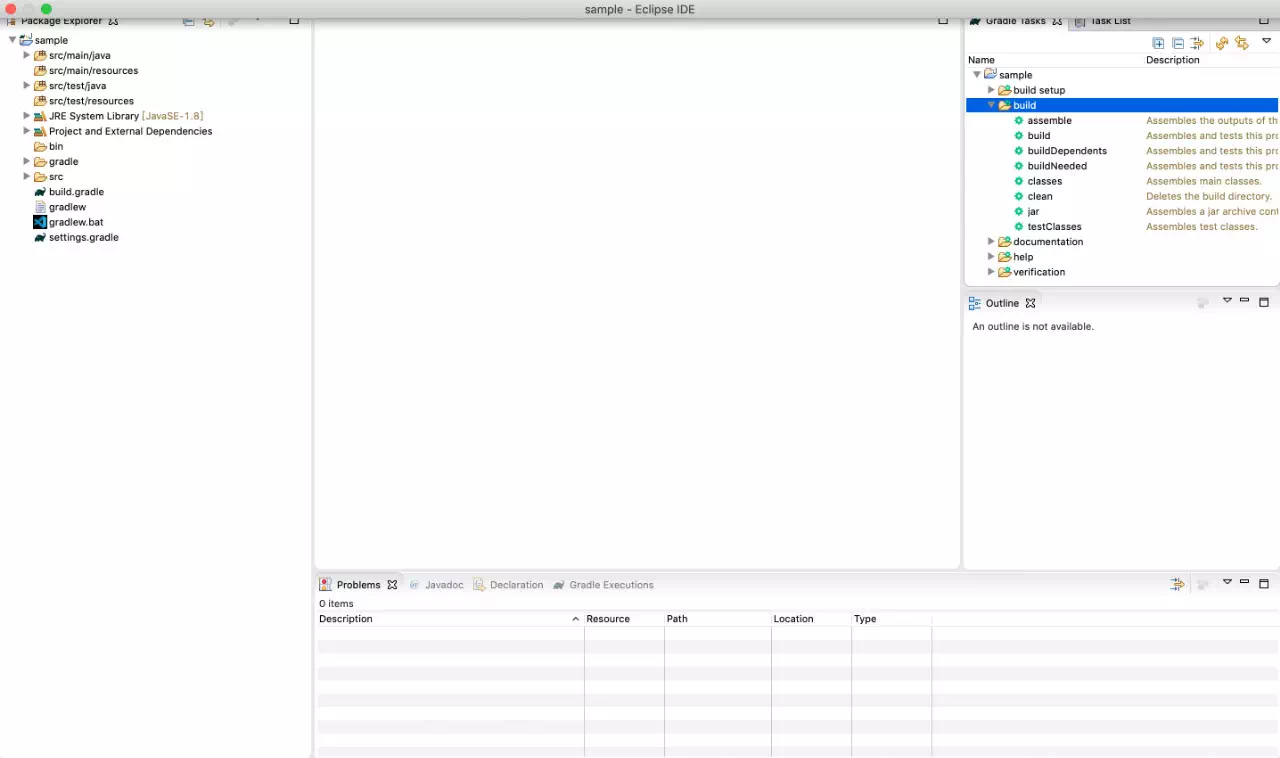 sample - Eclipse IDE
Package Explorer
sample
src/main/java
src/main/resources
src/test/java
src/test/resources
JRE System Library [JavaSE-1.8]
Project and External Dependencies
bin
gradle
src
build.gradle
gradlew
gradlew.bat
settings.gradle
Gradle Tasks
Task List
Name Description
sample
build setup
build
assemble Assembles the outputs of th
build Assembles and tests this pro
buildDependents Assembles and tests this pro
buildNeeded Assembles and tests this pro
classes Assembles main classes.
clean Deletes the build directory.
jar Assembles a jar archive cont
testClasses Assembles test classes.
documentation
help
verification
Outline
An outline is not available.
Problems Javadoc Declaration Gradle Executions
0 items
Description Resource Path Location Type